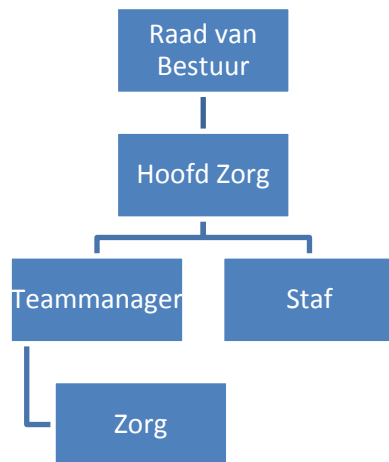 Raad van
Bestuur
Hoofd Zorg
Teammanager
Staf
Zorg